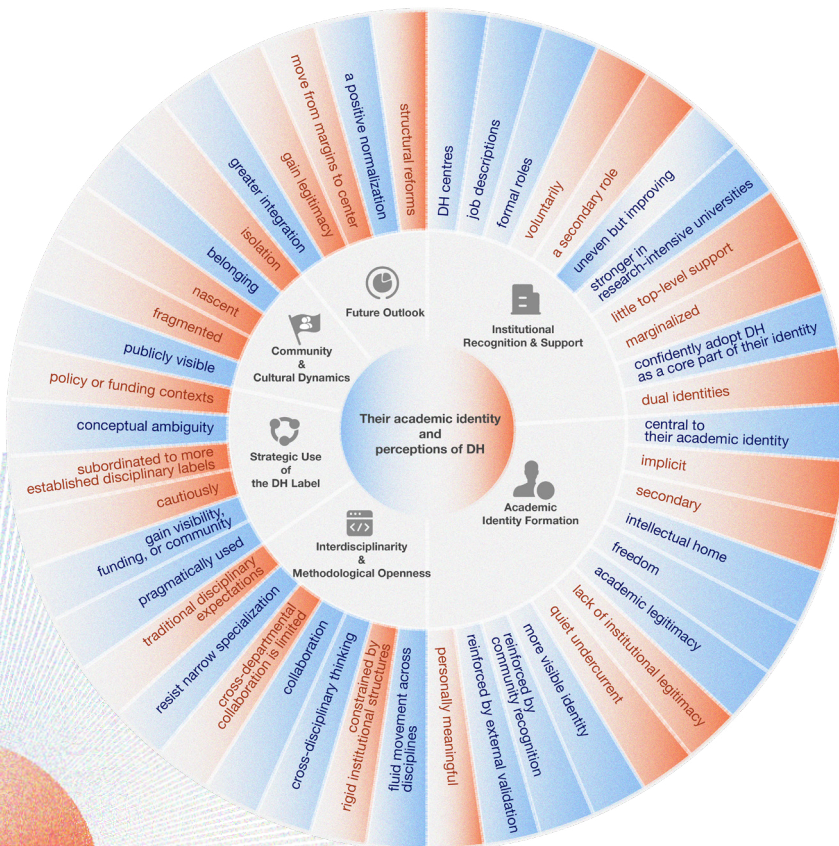 Their academic identity
and
perceptions of DH
Institutional
Recognition & Support
DH centres
job descriptions
formal roles
voluntarily
a secondary role
uneven but improving
stronger in
research-intensive universities
little top-level support
marginalized
Academic
Identity Formation
confidently adopt DH
as a core part of their identity
dual identities
central to
their academic identity
implicit
secondary
intellectual home
freedom
academic legitimacy
lack of institutional legitimacy
quiet undercurrent
more visible identity
reinforced by
community recognition
reinforced by external validation
personally meaningful
Interdisciplinarity
&
Methodological Openness
fluid movement across
disciplines
constrained by
rigid institutional structures
cross-disciplinary thinking
collaboration
cross-departmental
collaboration is limited
resist narrow specialization
traditional disciplinary
expectations
Strategic Use
of
the DH Label
pragmatically used
gain visibility,
funding, or community
cautiously
subordinated to more
established disciplinary labels
conceptual ambiguity
policy or funding contexts
Community
&
Cultural Dynamics
publicly visible
fragmented
nascent
belonging
isolation
greater integration
Future Outlook
gain legitimacy
move from margins to center
a positive normalization
structural reforms